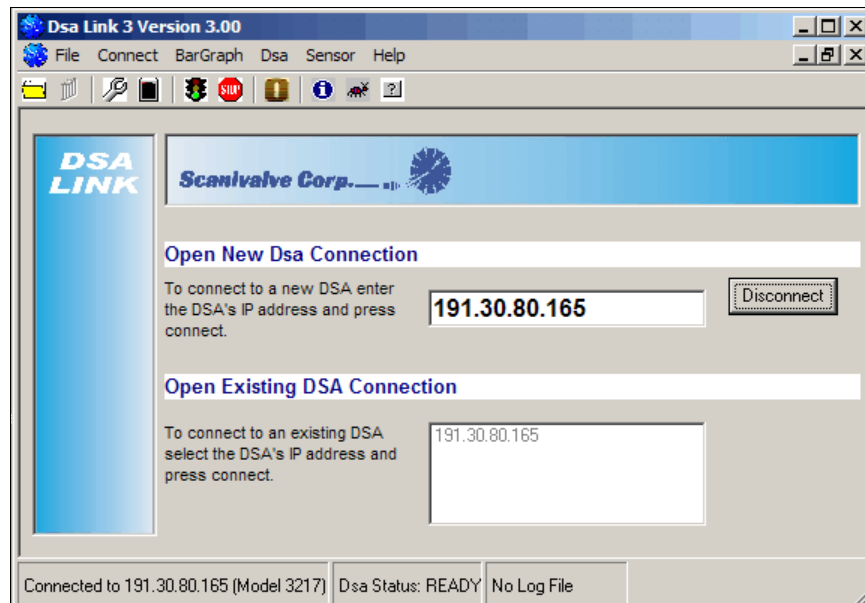 Dsa Link 3 Version 3.00
File Connect BarGraph Dsa Sensor Help
STOP
DSA
LINK
Scanivalve Corp.
Open New Dsa Connection
To connect to a new DSA enter
the DSA's IP address and press
connect.
191.30.80.165
Disconnect
Open Existing DSA Connection
To connect to an existing DSA
select the DSA's IP address and
press connect.
191.30.80.165
Connected to 191.30.80.165 (Model 3217) Dsa Status: READY No Log File